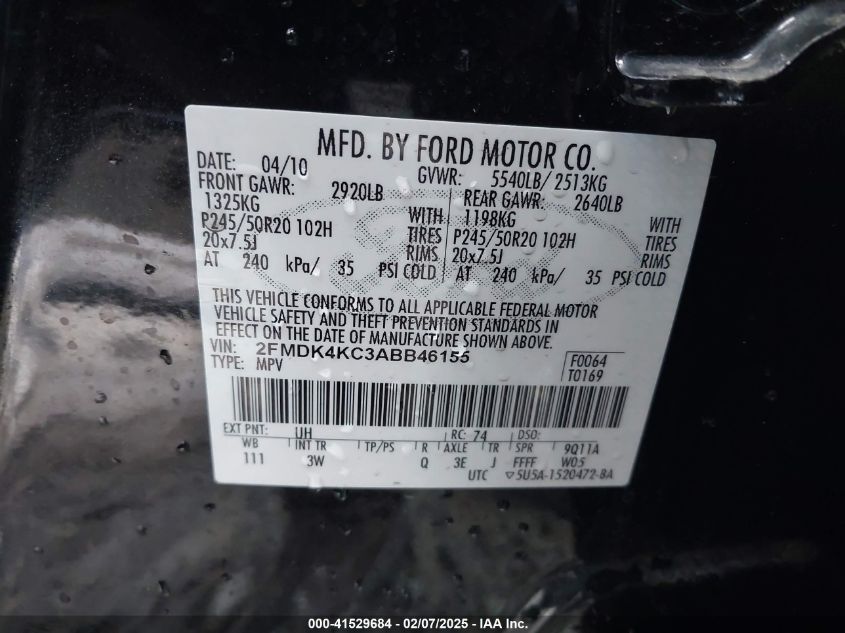 MFD. BY FORD MOTOR CO.
DATE: 04/10 GVWR: 5540LB/ 2513KG
FRONT GAWR: 2920LB REAR GAWR: 2640LB
1325KG WITH 1198KG WITH
P245/50R20 102H TIRES P245/50R20 102H TIRES
20x7.5J RIMS 20x7.5J RIMS
AT 240 kPa/ 35 PSI COLD AT 240 kPa/ 35 PSI COLD
THIS VEHICLE CONFORMS TO ALL APPLICABLE FEDERAL MOTOR
VEHICLE SAFETY AND THEFT PREVENTION STANDARDS IN
EFFECT ON THE DATE OF MANUFACTURE SHOWN ABOVE.
VIN: 2FMDK4KC3ABB46155 F0064
TYPE: MPV T0169
EXT PNT: UH RC: 74 DSO:
WB INT TR TP/PS R AXLE TR SPR 9Q11A
111 3W Q 3E J FFFF W05
UTC ▽5U5A-1520472-BA
000-41529684 | 02/07/2025 - IAA Inc.